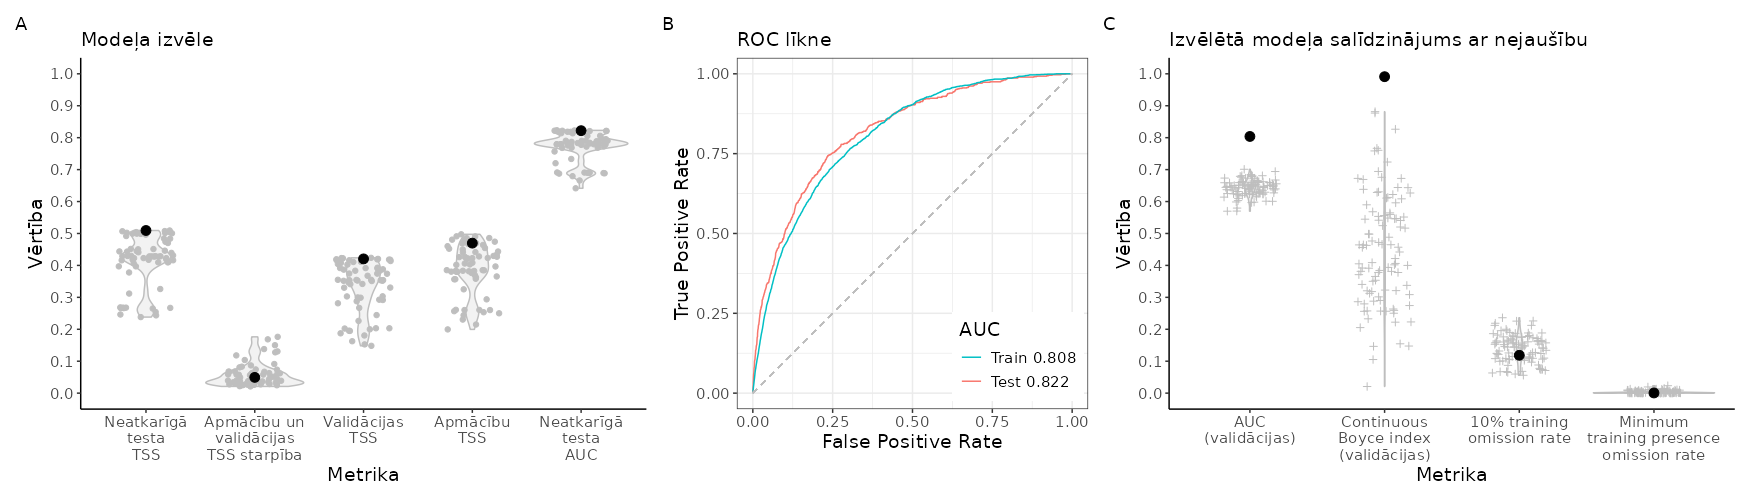 A
Modeļa izvēle
Vērtība
1.0
0.9
0.8
0.7
0.6
0.5
0.4
0.3
0.2
0.1
0.0
Neatkarīgā
testa
TSS
Apmācību un
validācijas
TSS starpība
Validācijas
TSS
Apmācību
TSS
Neatkarīgā
testa
AUC
Metrika
B
ROC līkne
True Positive Rate
1.00
0.75
0.50
0.25
0.00
AUC
Train 0.808
Test 0.822
0.00
0.25
0.50
0.75
1.00
False Positive Rate
C
Izvēlētā modeļa salīdzinājums ar nejaušību
Vērtība
1.0
0.9
0.8
0.7
0.6
0.5
0.4
0.3
0.2
0.1
0.0
AUC
(validācijas)
Continuous
Boyce index
(validācijas)
10% training
omission rate
Minimum
training presence
omission rate
Metrika